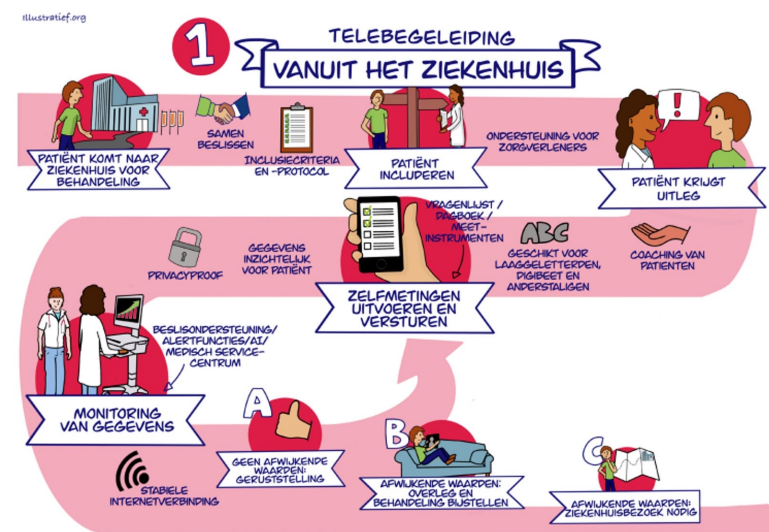 Illustratief.org
1
TELEBEGELEIDING
VANUIT HET ZIEKENHUIS
PATIËNT KOMT NAAR
ZIEKENHUIS VOOR
BEHANDELING
SAMEN
BESLISSEN
INCLUSIECRITERIA
EN -PROTOCOL
PATIËNT
INCLUDEREN
ONDERSTEUNING VOOR
ZORGVERLENERS
!
PATIËNT KRIJGT
UITLEG
COACHING VAN
PATIENTEN
ABC
GESCHIKT VOOR
LAAGGELETTERDEN,
DIGIBEET EN
ANDERSTALIGEN
VRAGENLIJST /
DAGBOEK /
MEET-
INSTRUMENTEN
ZELFMETINGEN
UITVOEREN EN
VERSTUREN
GEGEVENS
INZICHTELIJK
VOOR PATIËNT
PRIVACYPROOF
BESLISONDERSTEUNING/
ALERTFUNCTIES/AI/
MEDISCH SERVICE-
CENTRUM
MONITORING
VAN GEGEVENS
STABIELE
INTERNETVERBINDING
A
GEEN AFWIJKENDE
WAARDEN:
GERUSTSTELLING
B
AFWIJKENDE WAARDEN:
OVERLEG EN
BEHANDELING BIJSTELLEN
C
AFWIJKENDE WAARDEN:
ZIEKENHUISBEZOEK NODIG